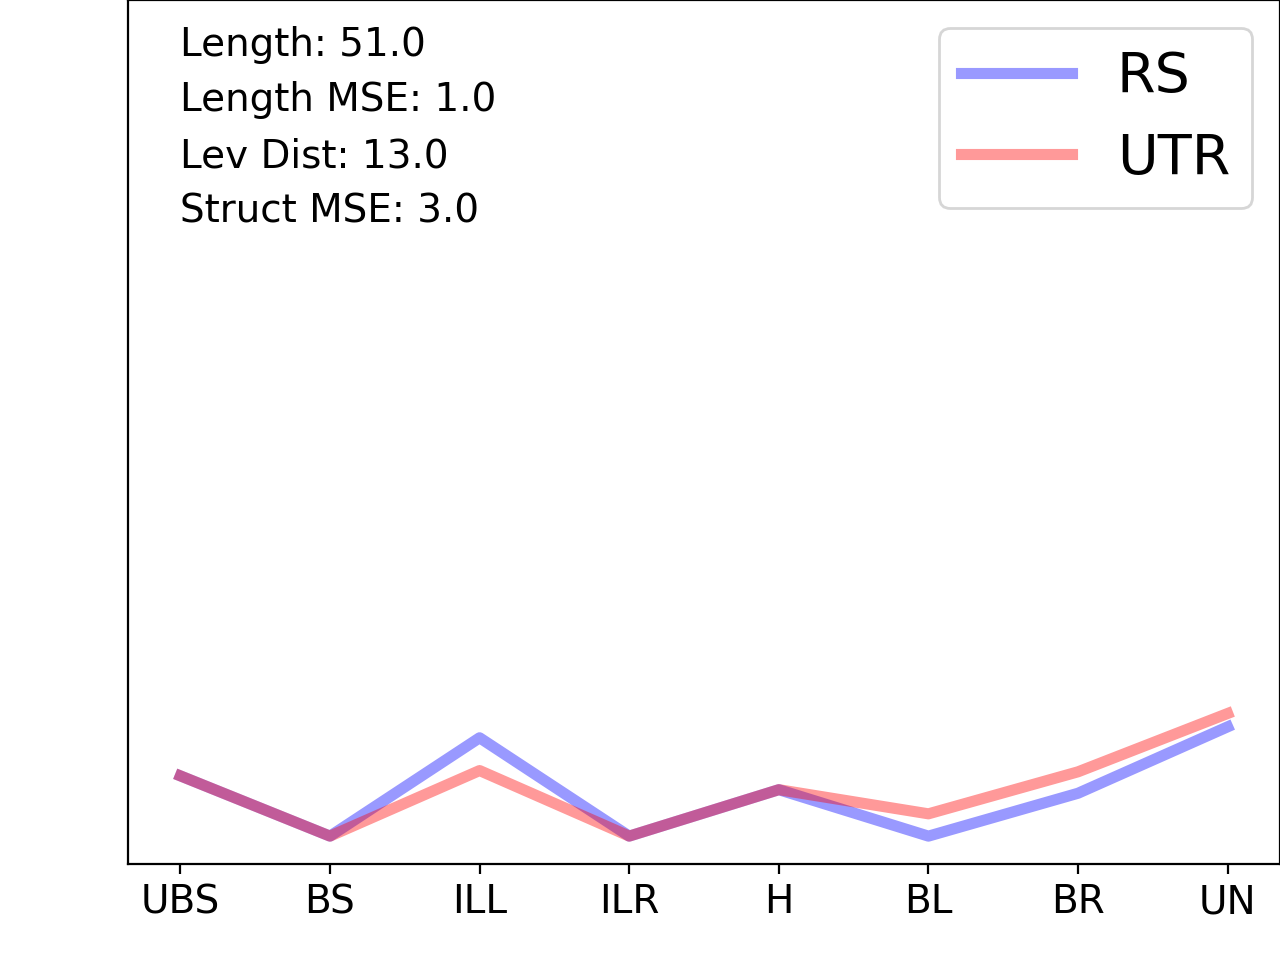 Length: 51.0
Length MSE: 1.0
Lev Dist: 13.0
Struct MSE: 3.0
RS
UTR
UBS BS ILL ILR H BL BR UN